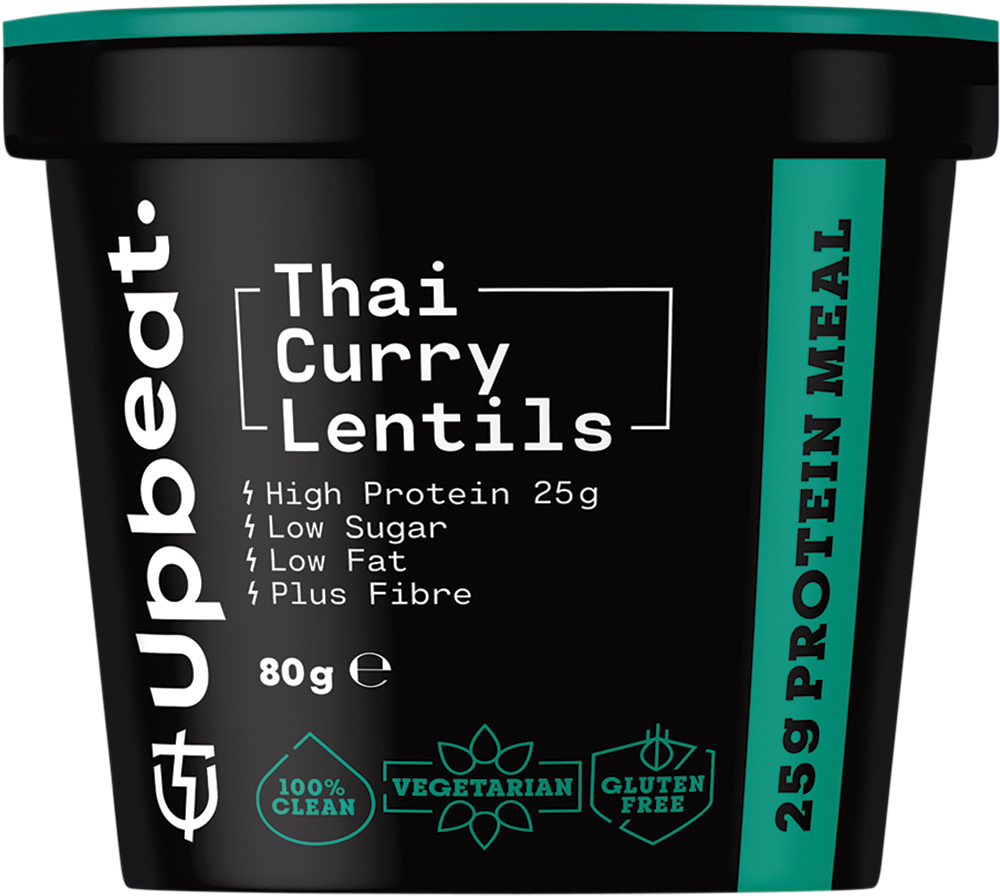 Upbeat.
Thai
Curry
Lentils
High Protein 25g
Low Sugar
Low Fat
Plus Fibre
80g ℮
100%
CLEAN
VEGETARIAN
GLUTEN
FREE
25g PROTEIN MEAL